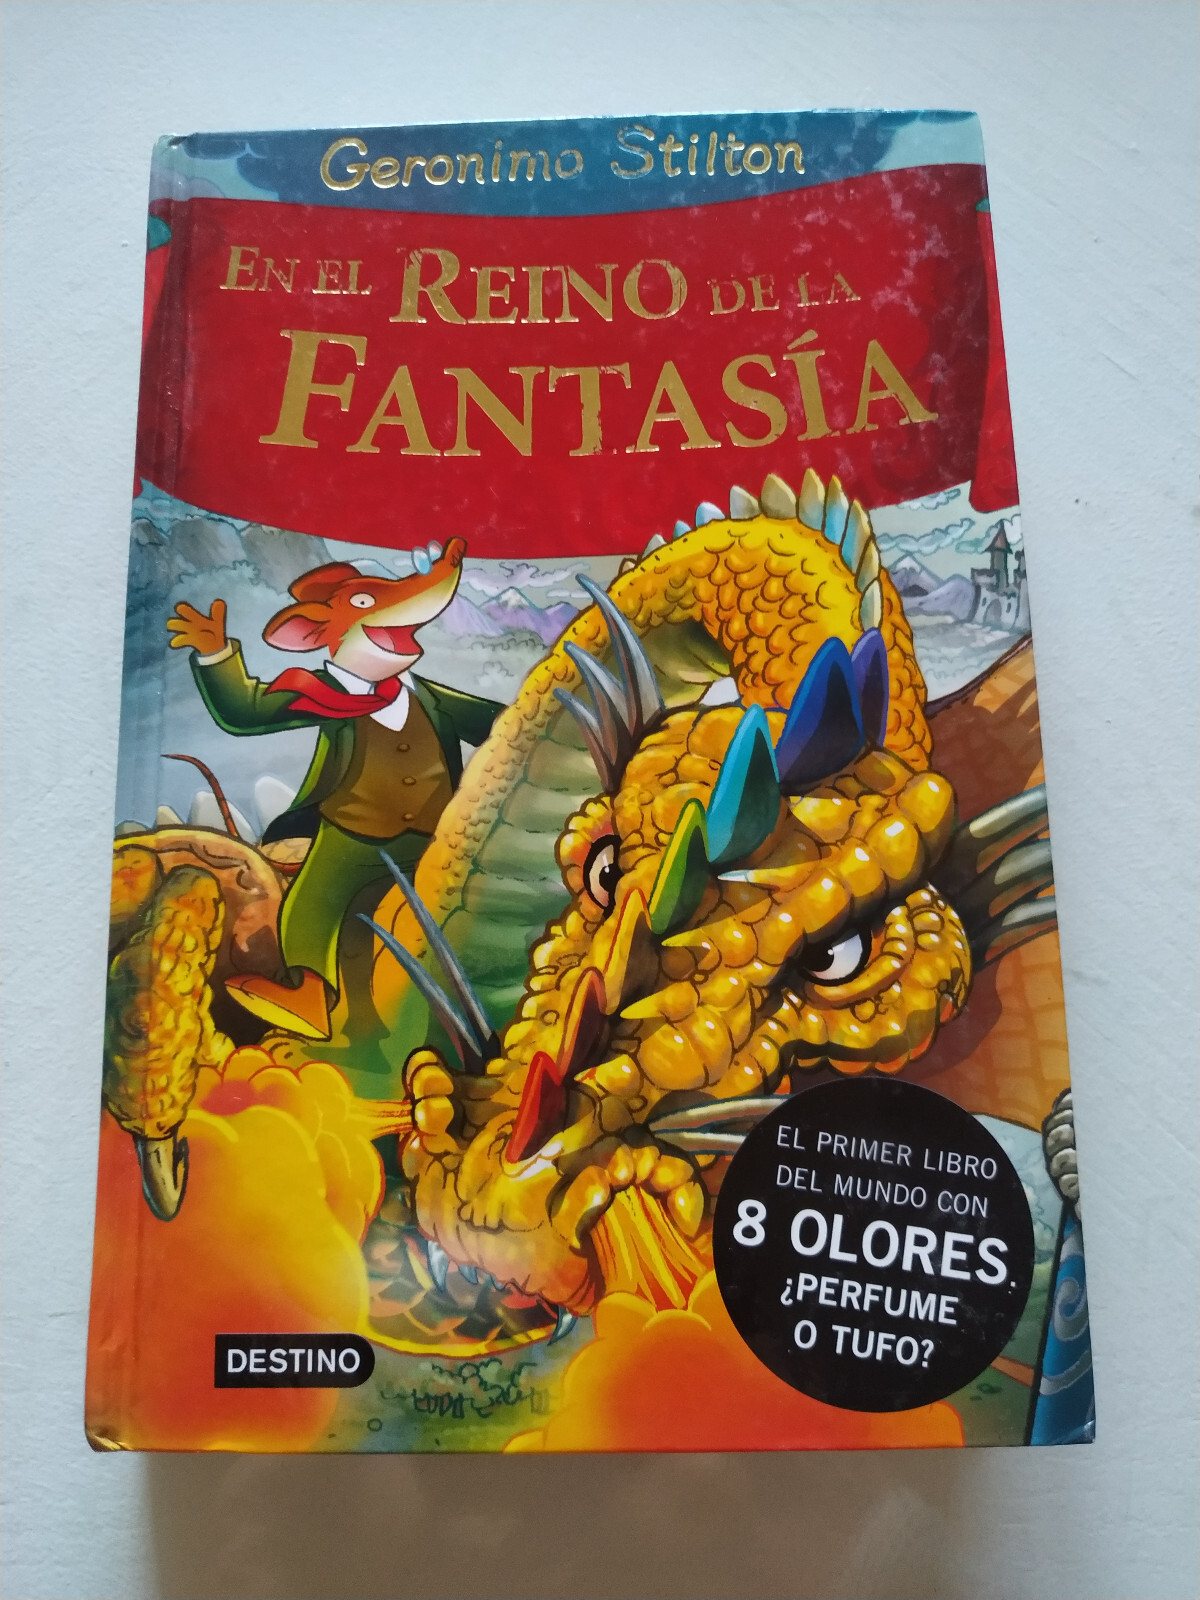 Geronimo Stilton
EN EL REINO DE LA
FANTASÍA
EL PRIMER LIBRO
DEL MUNDO CON
8 OLORES.
¿PERFUME
O TUFO?
DESTINO